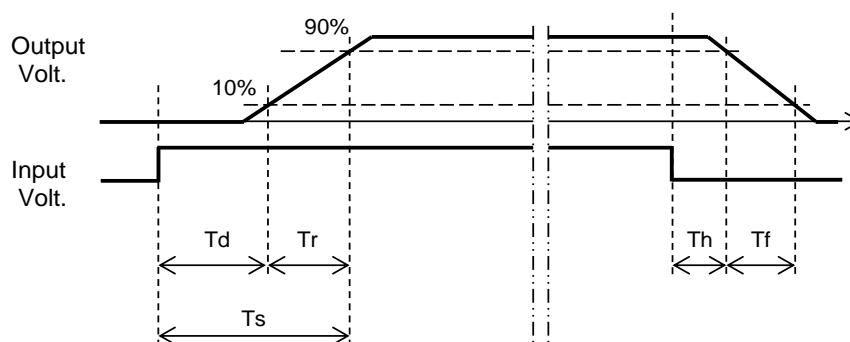 90%
Output
Volt.
10%
Input
Volt.
Td
Tr
Th
Tf
Ts